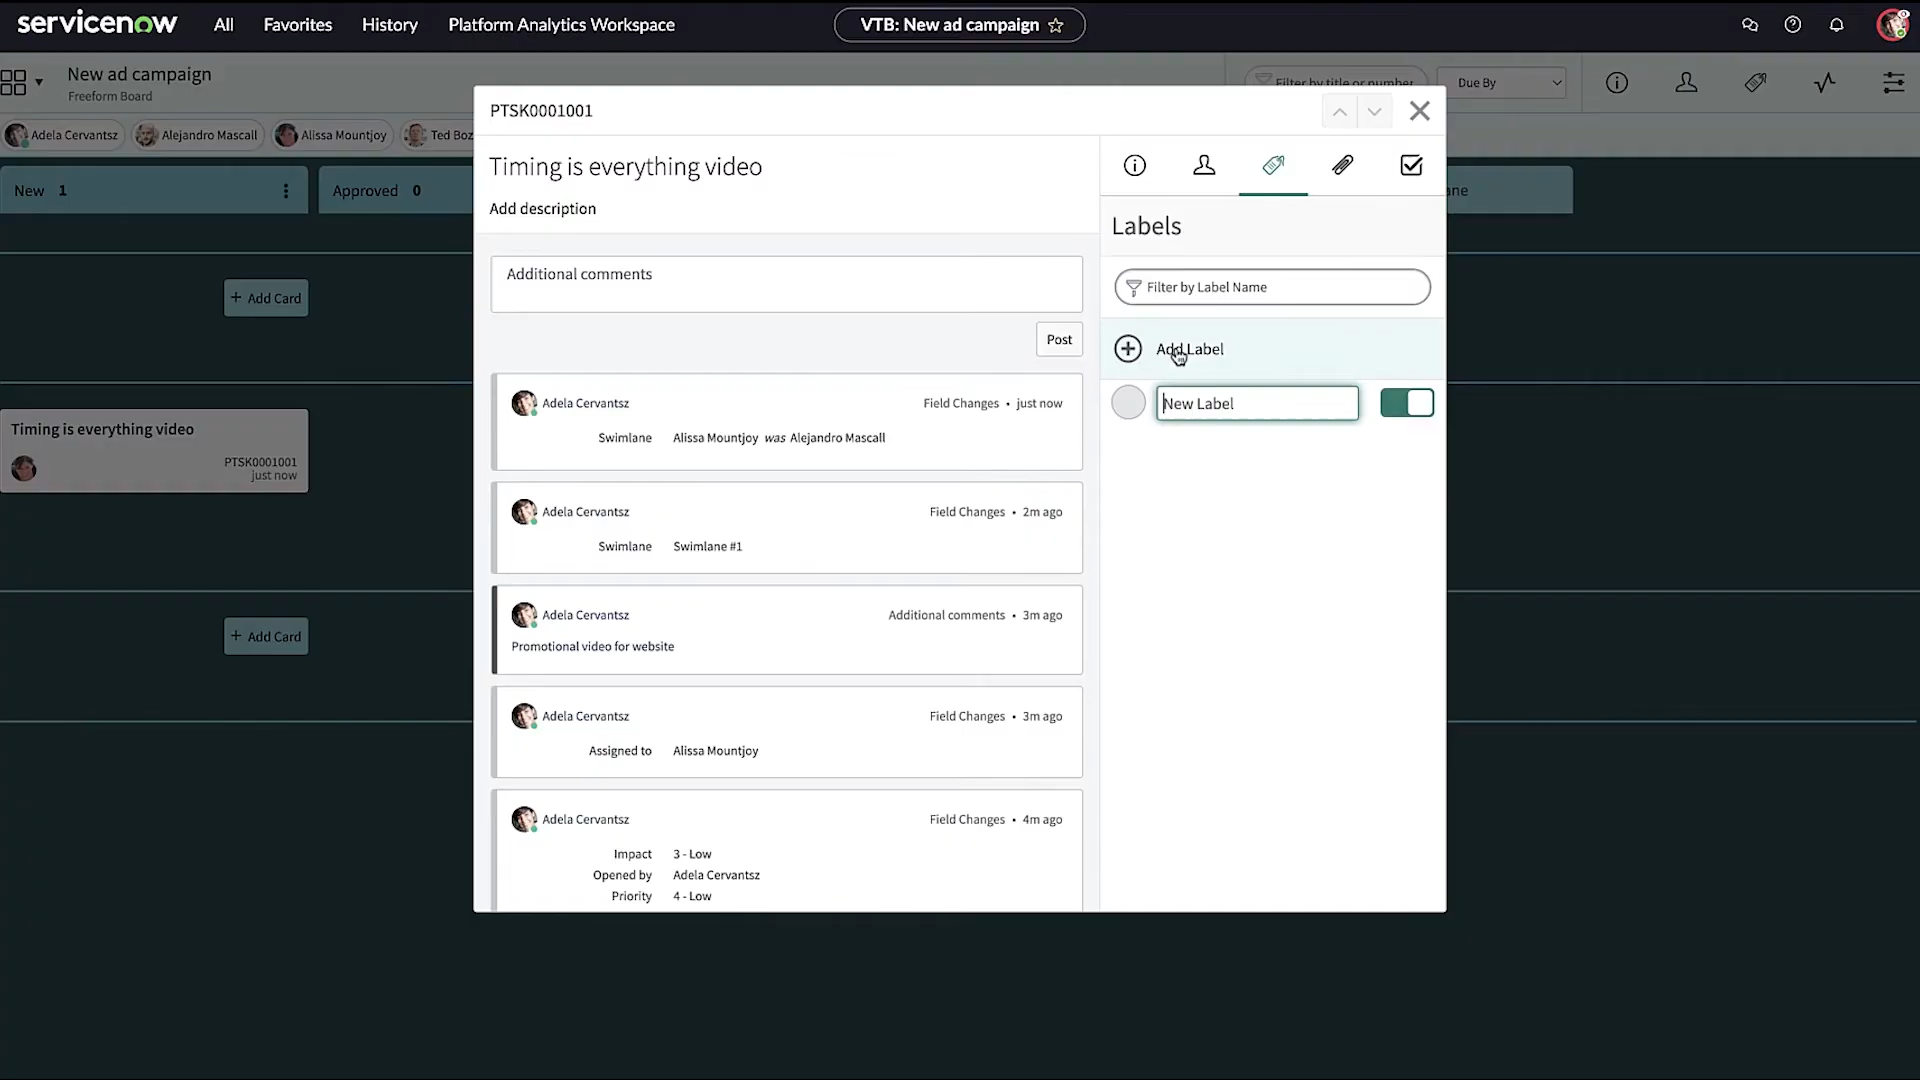 servicenow
All
Favorites
History
Platform Analytics Workspace
VTB: New ad campaign
New ad campaign
Freeform Board
Filter by title or number
Due By
Adela Cervantsz
Alejandro Mascall
Alissa Mountjoy
Ted Boz
New 1
Approved 0
ne
+ Add Card
Timing is everything video
PTSK0001001
just now
+ Add Card
PTSK0001001
Timing is everything video
Add description
Additional comments
Post
Adela Cervantsz
Field Changes • just now
Swimlane Alissa Mountjoy was Alejandro Mascall
Adela Cervantsz
Field Changes • 2m ago
Swimlane Swimlane #1
Adela Cervantsz
Additional comments • 3m ago
Promotional video for website
Adela Cervantsz
Field Changes • 3m ago
Assigned to Alissa Mountjoy
Adela Cervantsz
Field Changes • 4m ago
Impact 3 - Low
Opened by Adela Cervantsz
Priority 4 - Low
Labels
Filter by Label Name
Add Label
New Label